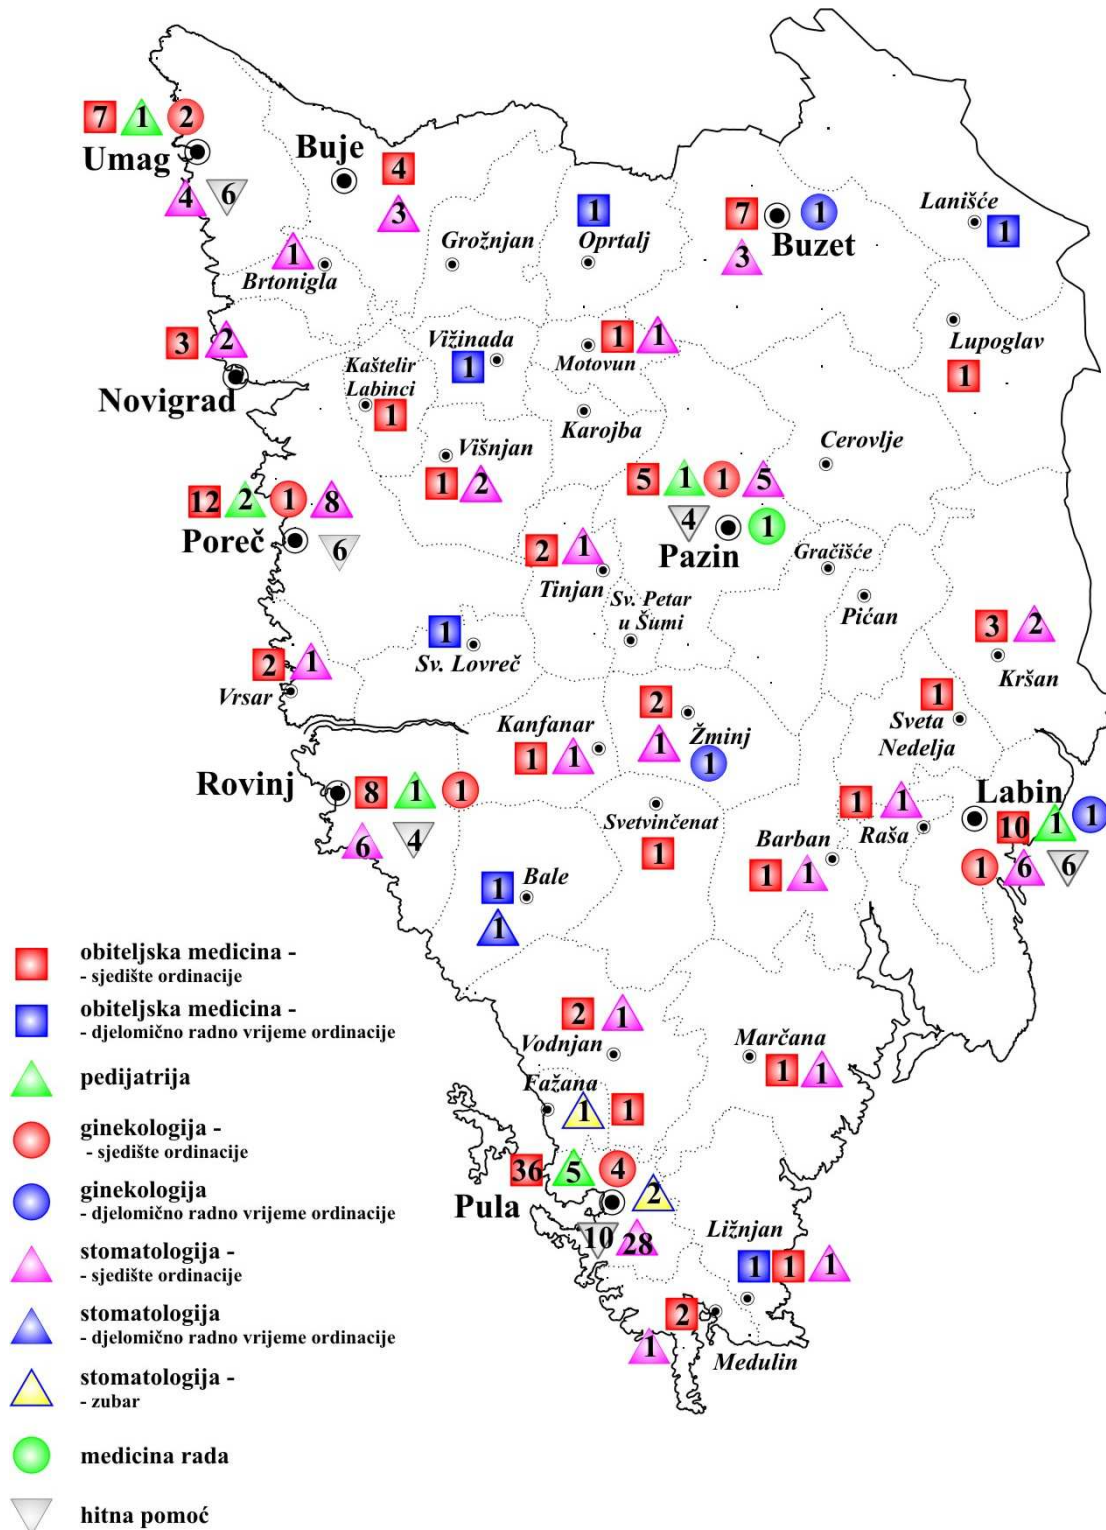 7 1 2
Umag
4 6
Buje
4
3
1
Brtonigla
Grožnjan
1
Oprtalj
7 1
Buzet
3
Lanišće
1
3 2
Novigrad
Vižinada
1
Kaštelir
Labinci
1
1 1
Motovun
Lupoglav
1
Karojba
Višnjan
1 2
Cerovlje
12 2 1 8
Poreč
6
5 1 1 5
4 1
Pazin
2 1
Tinjan
Gračišće
Sv. Petar
u Šumi
Pićan
1
Sv. Lovreč
3 2
Kršan
2 1
Vrsar
1
Sveta
Nedelja
Kanfanar
1 1
2
Žminj
1 1
Rovinj
8 1 1
6 4
Svetvinčenat
1
1 1
Raša
Labin
10 1 1
1 6 6
Barban
1 1
1
Bale
1
2 1
Vodnjan
Marčana
1 1
Fažana
1 1
36 5 4
Pula
2
10 28
Ližnjan
1 1 1
2
Medulin
1
obiteljska medicina -
- sjedište ordinacije
obiteljska medicina -
- djelomično radno vrijeme ordinacije
pedijatrija
ginekologija -
- sjedište ordinacije
ginekologija
- djelomično radno vrijeme ordinacije
stomatologija -
- sjedište ordinacije
stomatologija
- djelomično radno vrijeme ordinacije
stomatologija -
- zubar
medicina rada
hitna pomoć